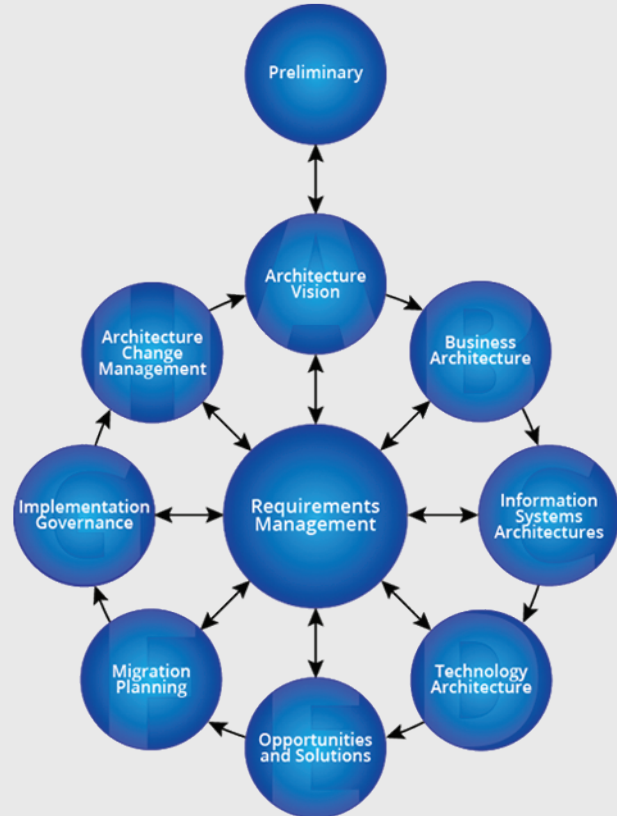 Preliminary
A
Architecture
Vision
B
Business
Architecture
C
Information
Systems
Architectures
D
Technology
Architecture
E
Opportunities
and Solutions
F
Migration
Planning
G
Implementation
Governance
H
Architecture
Change
Management
Requirements
Management